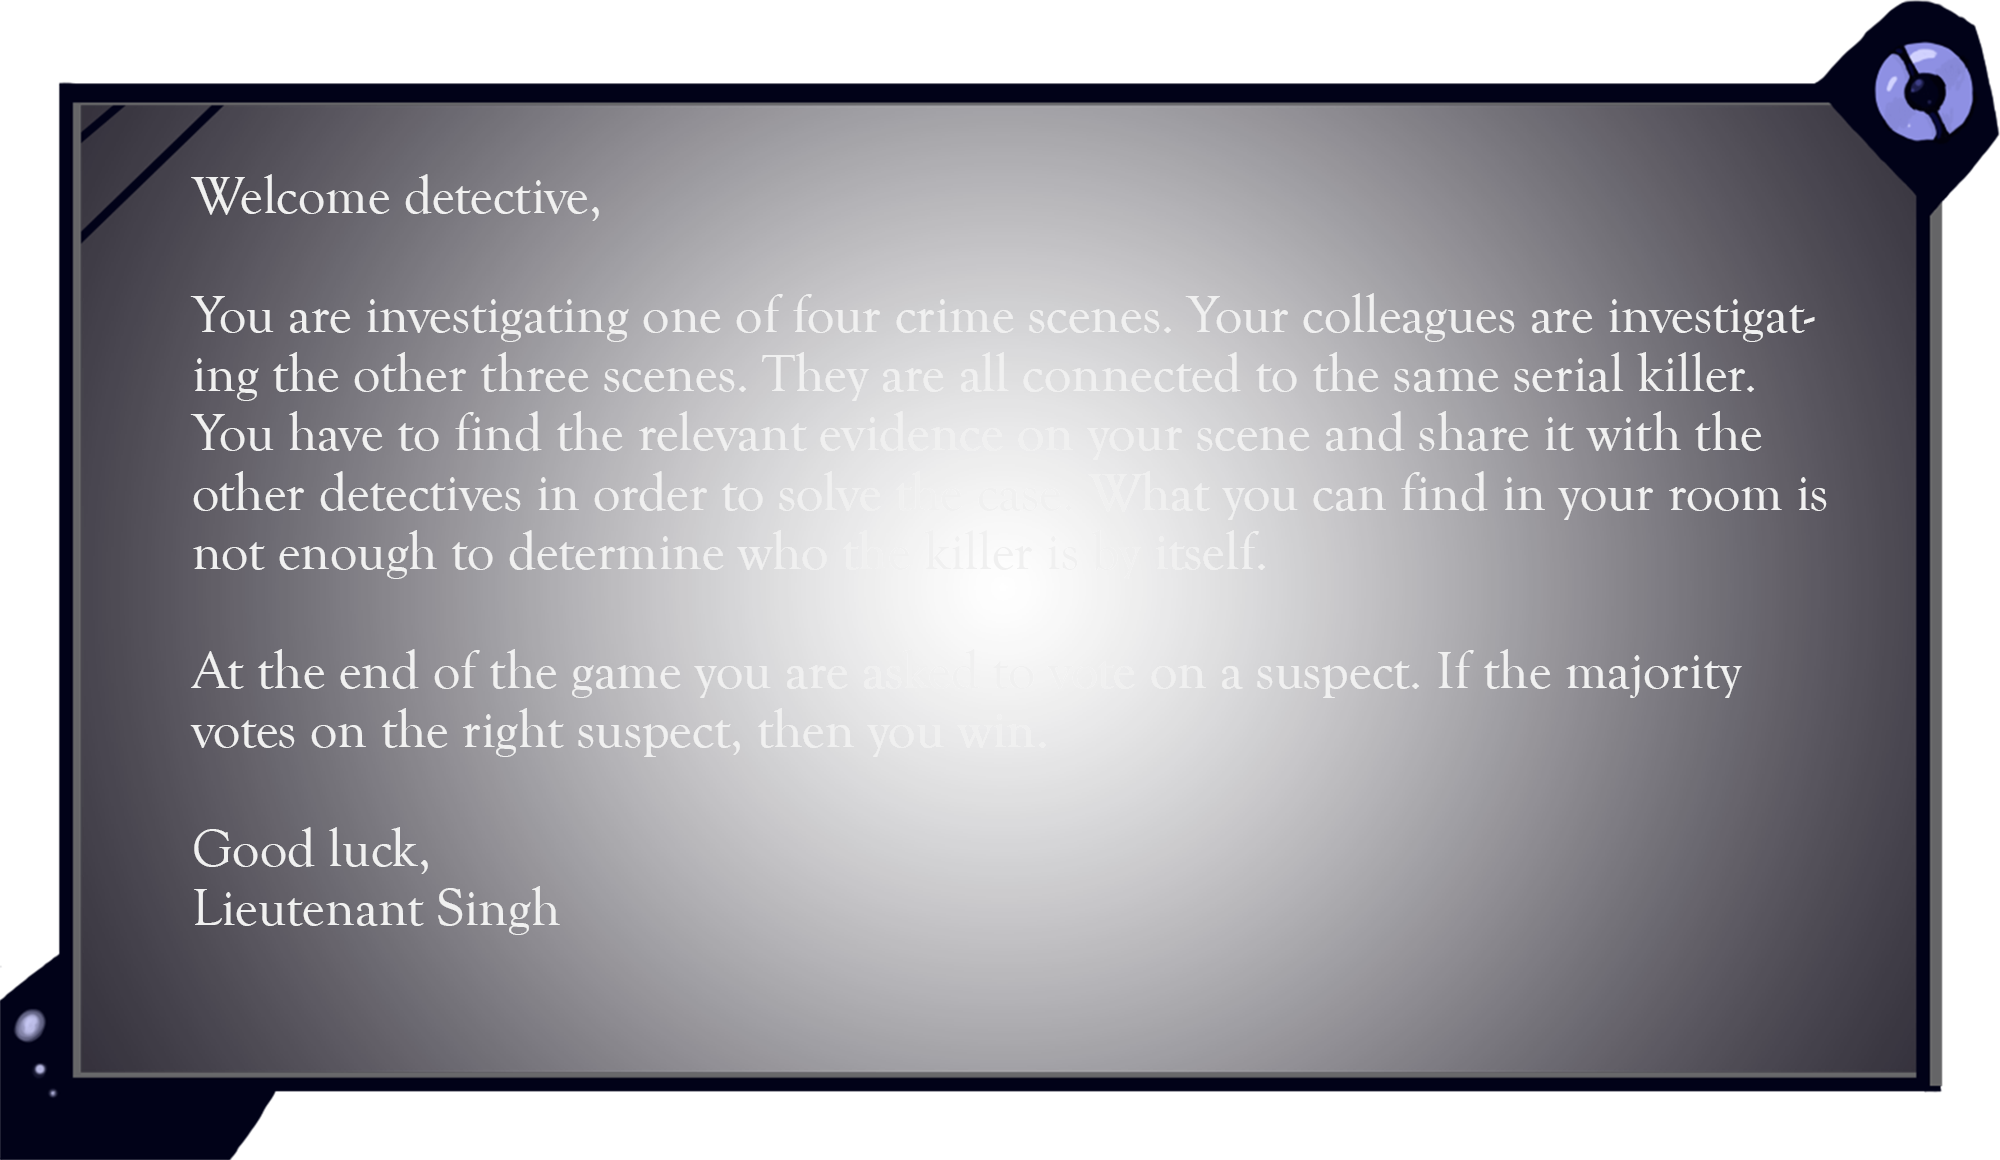 Welcome detective,
You are investigating one of four crime scenes. Your colleagues are investigat-
ing the other three scenes. They are all connected to the same serial killer.
You have to find the relevant evidence on your scene and share it with the
other detectives in order to solve the case. What you can find in your room is
not enough to determine who the killer is by itself.
At the end of the game you are asked to vote on a suspect. If the majority
votes on the right suspect, then you win.
Good luck,
Lieutenant Singh